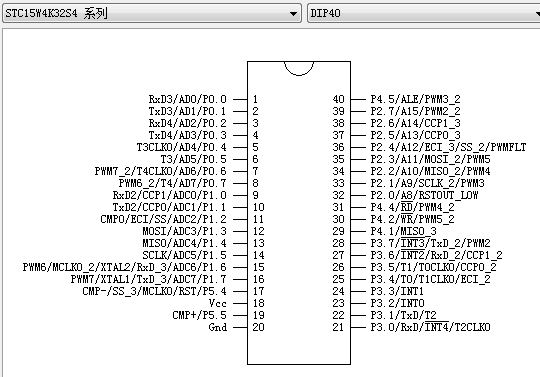 STC15W4K32S4 系列 DIP40
RxD3/AD0/P0.0 1 40 P4.5/ALE/PWM3_2
TxD3/AD1/P0.1 2 39 P2.7/A15/PWM2_2
RxD4/AD2/P0.2 3 38 P2.6/A14/CCP1_3
TxD4/AD3/P0.3 4 37 P2.5/A13/CCP0_3
T3CLKO/AD4/P0.4 5 36 P2.4/A12/ECI_3/SS_2/PWMFLT
T3/AD5/P0.5 6 35 P2.3/A11/MOSI_2/PWM5
PWM7_2/T4CLKO/AD6/P0.6 7 34 P2.2/A10/MISO_2/PWM4
PWM6_2/T4/AD7/P0.7 8 33 P2.1/A9/SCLK_2/PWM3
RxD2/CCP1/ADC0/P1.0 9 32 P2.0/A8/RSTOUT_LOW
TxD2/CCP0/ADC1/P1.1 10 31 P4.4/RD/PWM4_2
CMPO/ECI/SS/ADC2/P1.2 11 30 P4.2/WR/PWM5_2
MOSI/ADC3/P1.3 12 29 P4.1/MISO_3
MISO/ADC4/P1.4 13 28 P3.7/INT3/TxD_2/PWM2
SCLK/ADC5/P1.5 14 27 P3.6/INT2/RxD_2/CCP1_2
PWM6/MCLKO_2/XTAL2/RxD_3/ADC6/P1.6 15 26 P3.5/T1/TOCLKO/CCP0_2
PWM7/XTAL1/TxD_3/ADC7/P1.7 16 25 P3.4/T0/T1CLKO/ECI_2
CMP-/SS_3/MCLKO/RST/P5.4 17 24 P3.3/INT1
Vcc 18 23 P3.2/INT0
CMP+/P5.5 19 22 P3.1/TxD/T2
Gnd 20 21 P3.0/RxD/INT4/T2CLKO